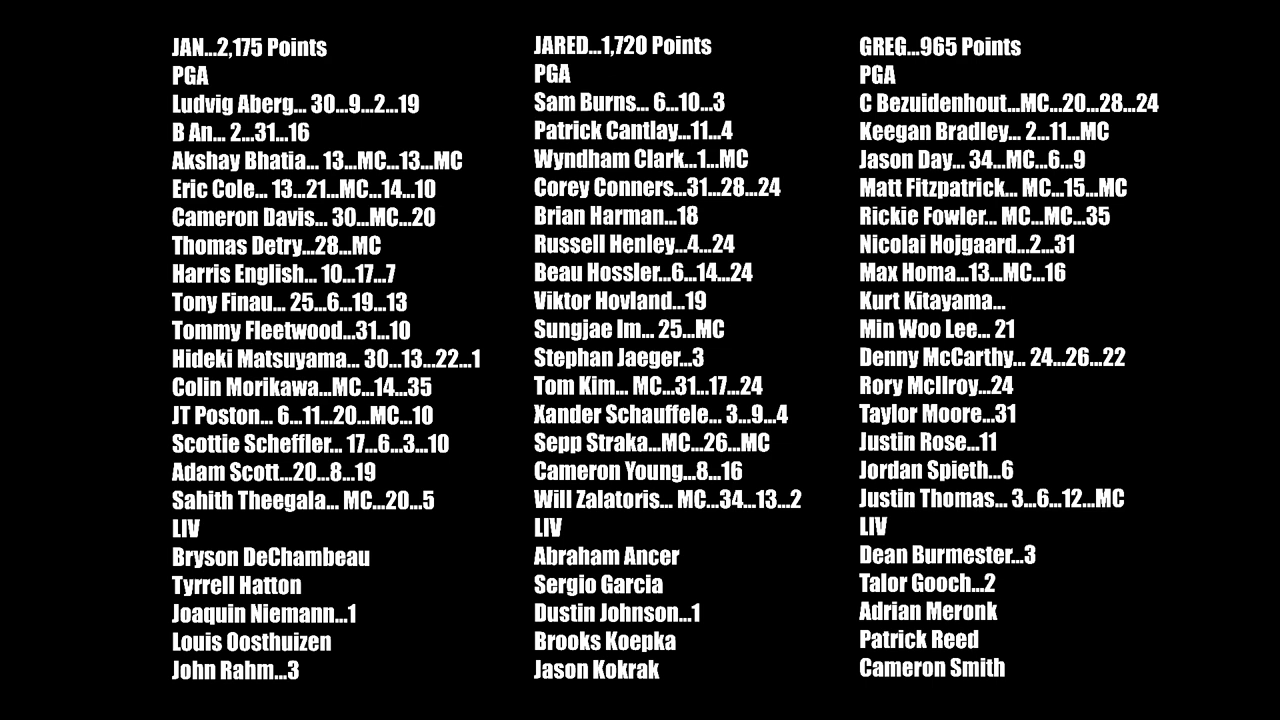 JAN...2,175 Points
PGA
Ludvig Aberg... 30...9...2...19
B An... 2...31...16
Akshay Bhatia... 13...MC...13...MC
Eric Cole... 13...21...MC...14...10
Cameron Davis... 30...MC...20
Thomas Detry...28...MC
Harris English... 10...17...7
Tony Finau... 25...6...19...13
Tommy Fleetwood...31...10
Hideki Matsuyama... 30...13...22...1
Colin Morikawa...MC...14...35
JT Poston... 6...11...20...MC...10
Scottie Scheffler... 17...6...3...10
Adam Scott...20...8...19
Sahith Theegala... MC...20...5
LIV
Bryson DeChambeau
Tyrrell Hatton
Joaquin Niemann...1
Louis Oosthuizen
John Rahm...3
JARED...1,720 Points
PGA
Sam Burns... 6...10...3
Patrick Cantlay...11...4
Wyndham Clark...1...MC
Corey Conners...31...28...24
Brian Harman...18
Russell Henley...4...24
Beau Hossler...6...14...24
Viktor Hovland...19
Sungjae Im... 25...MC
Stephan Jaeger...3
Tom Kim... MC...31...17...24
Xander Schauffele... 3...9...4
Sepp Straka...MC...26...MC
Cameron Young...8...16
Will Zalatoris... MC...34...13...2
LIV
Abraham Ancer
Sergio Garcia
Dustin Johnson...1
Brooks Koepka
Jason Kokrak
GREG...965 Points
PGA
C Bezuidenhout...MC...20...28...24
Keegan Bradley... 2...11...MC
Jason Day... 34...MC...6...9
Matt Fitzpatrick... MC...15...MC
Rickie Fowler... MC...MC...35
Nicolai Hojgaard...2...31
Max Homa...13...MC...16
Kurt Kitayama...
Min Woo Lee... 21
Denny McCarthy... 24...26...22
Rory McIlroy...24
Taylor Moore...31
Justin Rose...11
Jordan Spieth...6
Justin Thomas... 3...6...12...MC
LIV
Dean Burmester...3
Talor Gooch...2
Adrian Meronk
Patrick Reed
Cameron Smith